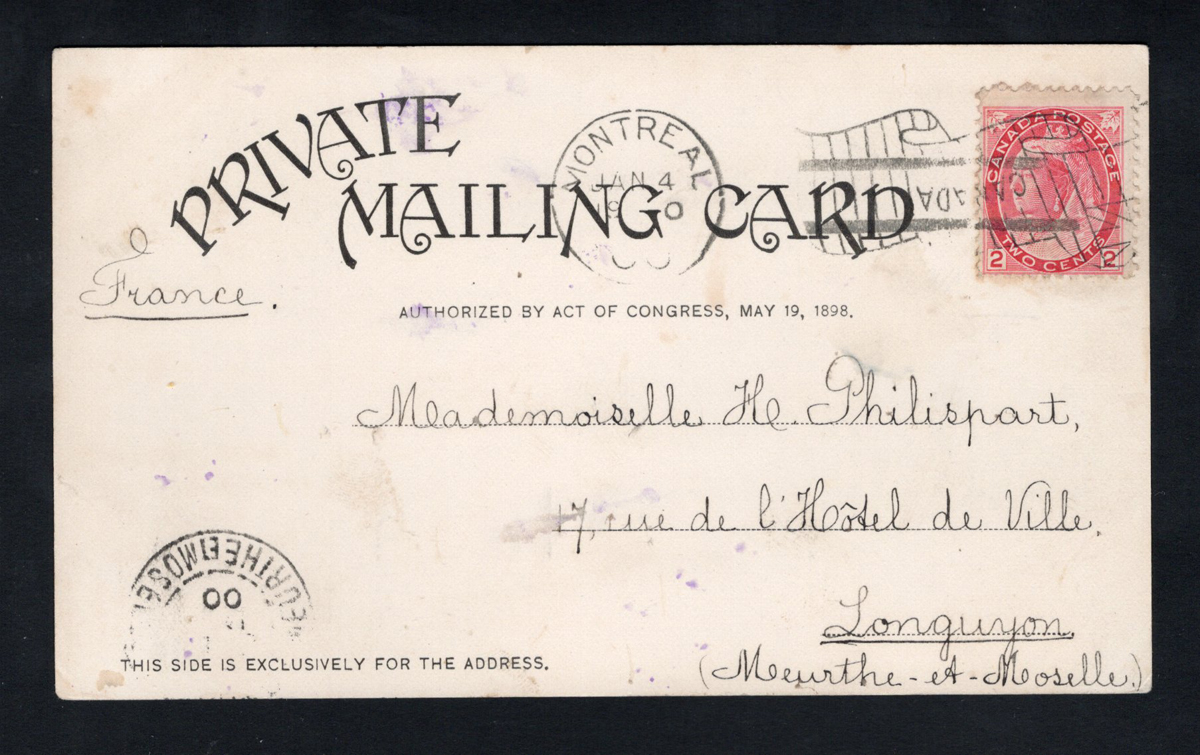 PRIVATE
MAILING CARD
MONTREAL
JAN 4
0
CANADA POSTAGE
TWO CENTS
2 2
France.
AUTHORIZED BY ACT OF CONGRESS, MAY 19, 1898.
Mademoiselle H. Philispart,
17, rue de l'Hôtel de Ville,
Longuyon,
(Meurthe-et-Moselle.)
00
THIS SIDE IS EXCLUSIVELY FOR THE ADDRESS.